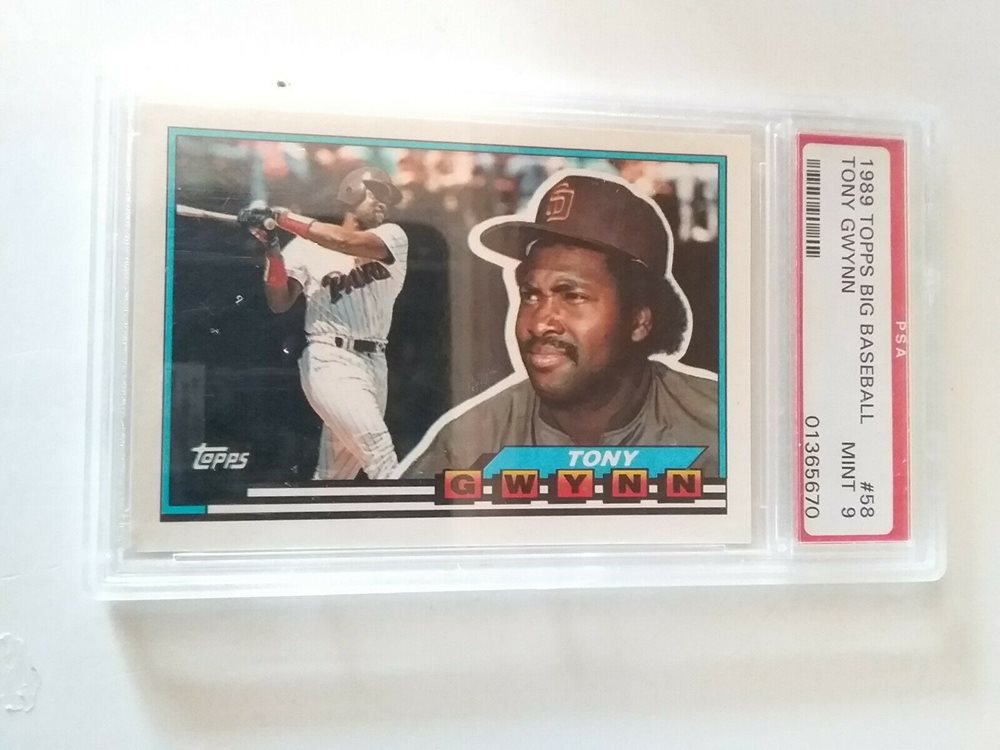 PSA
1989 TOPPS BIG BASEBALL #58
TONY GWYNN MINT 9
01365670
SD
PADRES
TOPPS
TONY
GWYNN